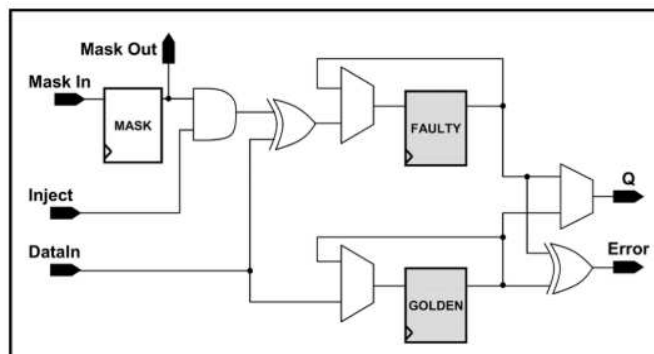 Mask Out
Mask In
MASK
FAULTY
Inject
Q
DataIn
Error
GOLDEN